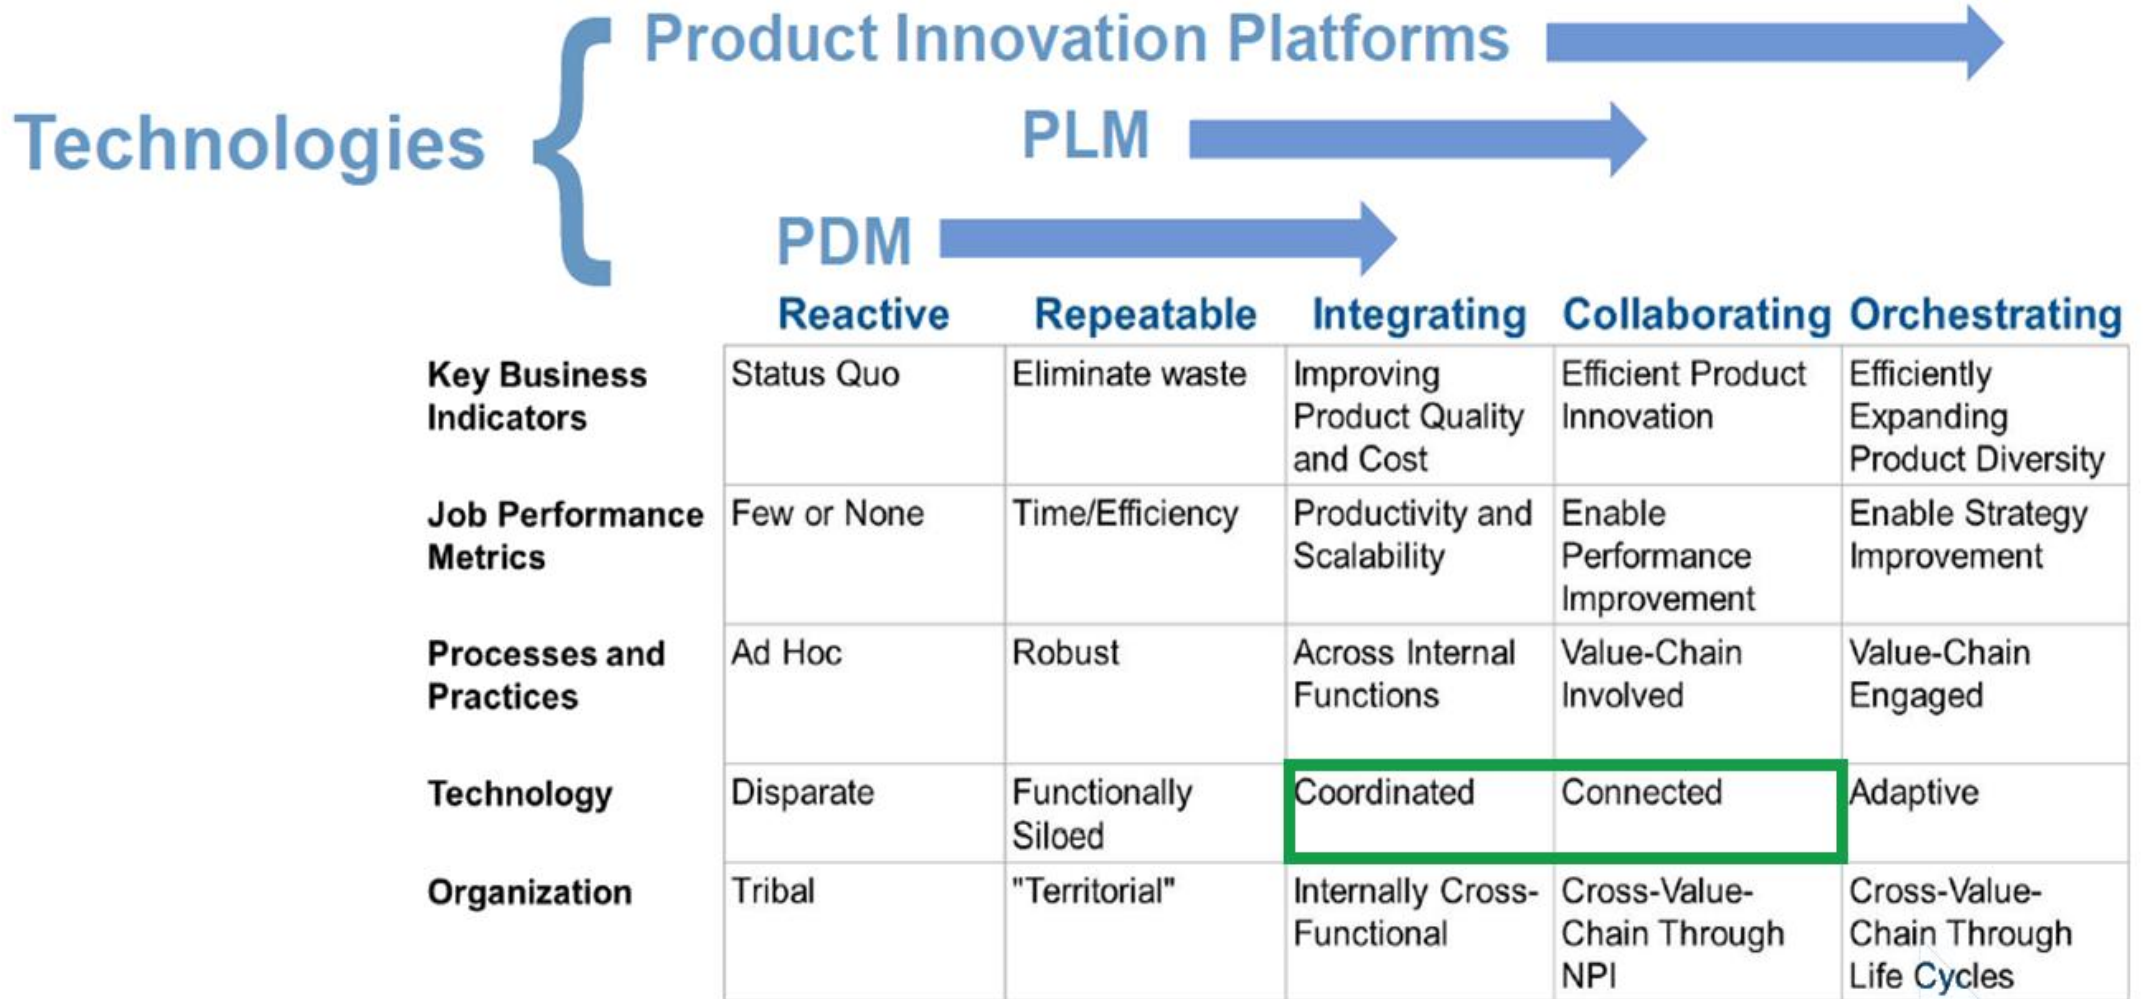 Product Innovation Platforms
Technologies
PLM
PDM
Reactive Repeatable Integrating Collaborating Orchestrating
Key Business Indicators
Status Quo
Eliminate waste
Improving
Product Quality
and Cost
Efficient Product
Innovation
Efficiently
Expanding
Product Diversity
Job Performance
Metrics
Few or None
Time/Efficiency
Productivity and
Scalability
Enable
Performance
Improvement
Enable Strategy
Improvement
Processes and
Practices
Ad Hoc
Robust
Across Internal
Functions
Value-Chain
Involved
Value-Chain
Engaged
Technology
Disparate
Functionally
Siloed
Coordinated
Connected
Adaptive
Organization
Tribal
"Territorial"
Internally Cross-
Functional
Cross-Value-
Chain Through
NPI
Cross-Value-
Chain Through
Life Cycles